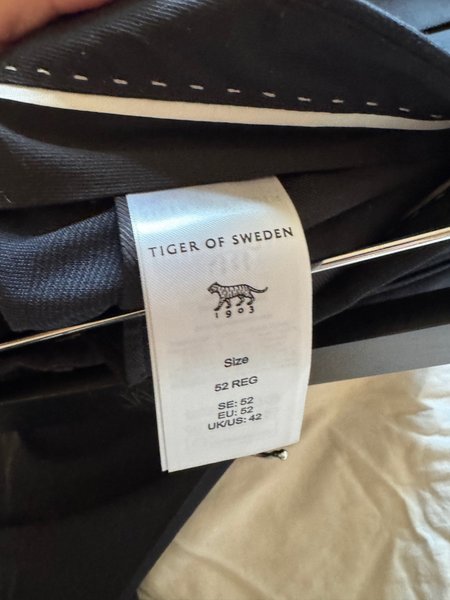 TIGER OF SWEDEN
1903
Size
52 REG
SE: 52
EU: 52
UK/US: 42